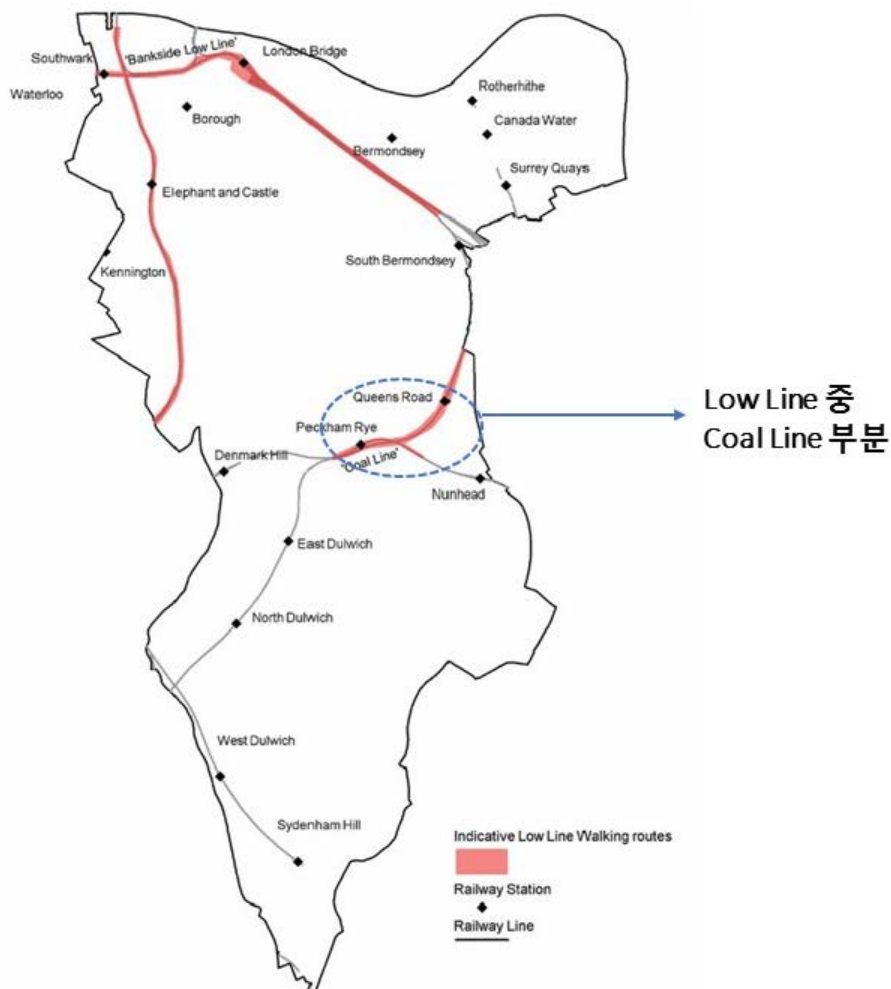 'Bankside Low Line'
London Bridge
Southwark
Waterloo
Rotherhithe
Borough
Canada Water
Bermondsey
Surrey Quays
Elephant and Castle
South Bermondsey
Kennington
Queens Road
Low Line 중
Coal Line 부분
Peckham Rye
Denmark Hill
'Coal Line'
Nunhead
East Dulwich
North Dulwich
West Dulwich
Sydenham Hill
Indicative Low Line Walking routes
Railway Station
Railway Line